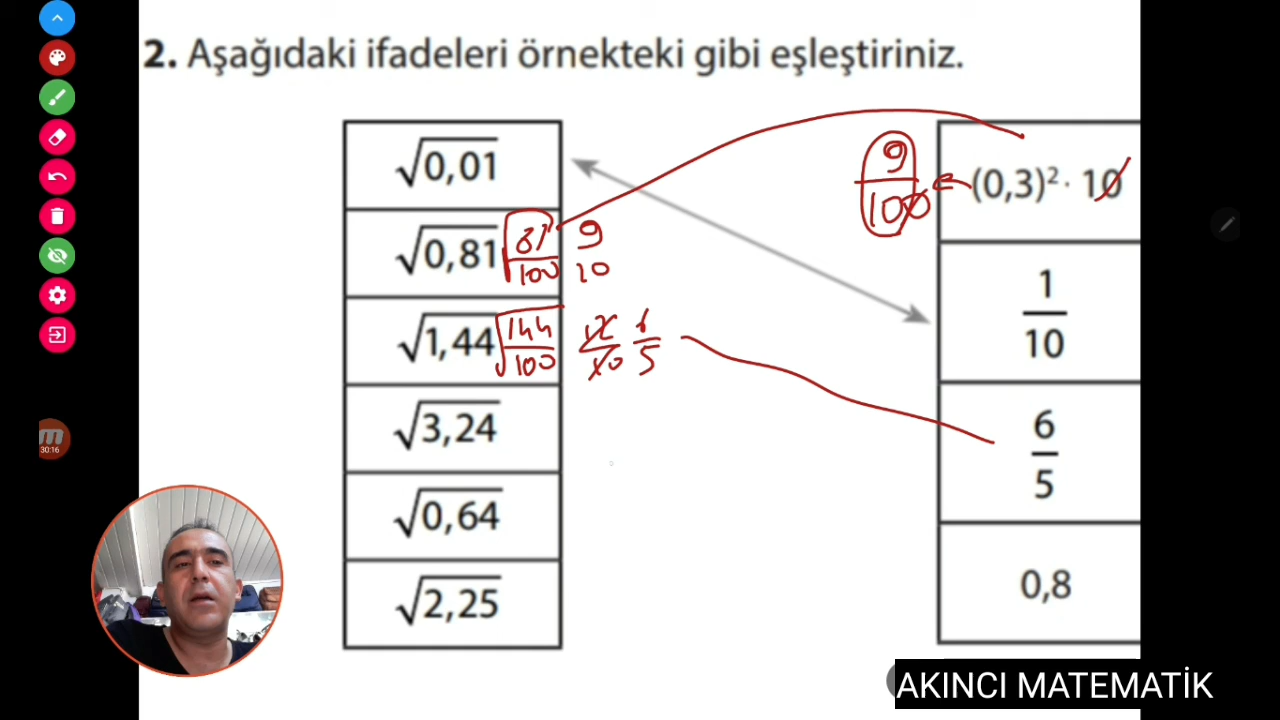 2. Aşağıdaki ifadeleri örnekteki gibi eşleştiriniz.
√0,01
√0,81 √81/100 9/10
√1,44 √144/100 12/10 6/5
√3,24
√0,64
√2,25
9/100 = (0,3)² · 10
1/10
6/5
0,8
30:16
AKINCI MATEMATİK